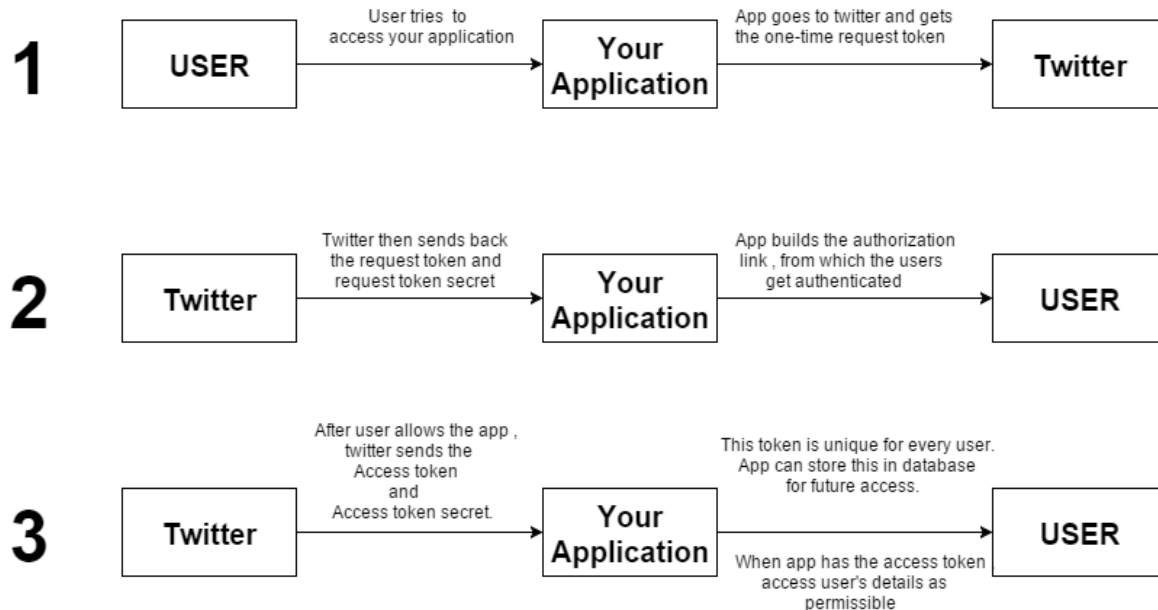 1
USER
User tries to
access your application
Your
Application
App goes to twitter and gets
the one-time request token
Twitter
2
Twitter
Twitter then sends back
the request token and
request token secret
Your
Application
App builds the authorization
link , from which the users
get authenticated
USER
3
Twitter
After user allows the app ,
twitter sends the
Access token
and
Access token secret.
Your
Application
This token is unique for every user.
App can store this in database
for future access.
When app has the access token
access user's details as
permissible
USER